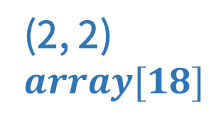 (2, 2)
array[18]